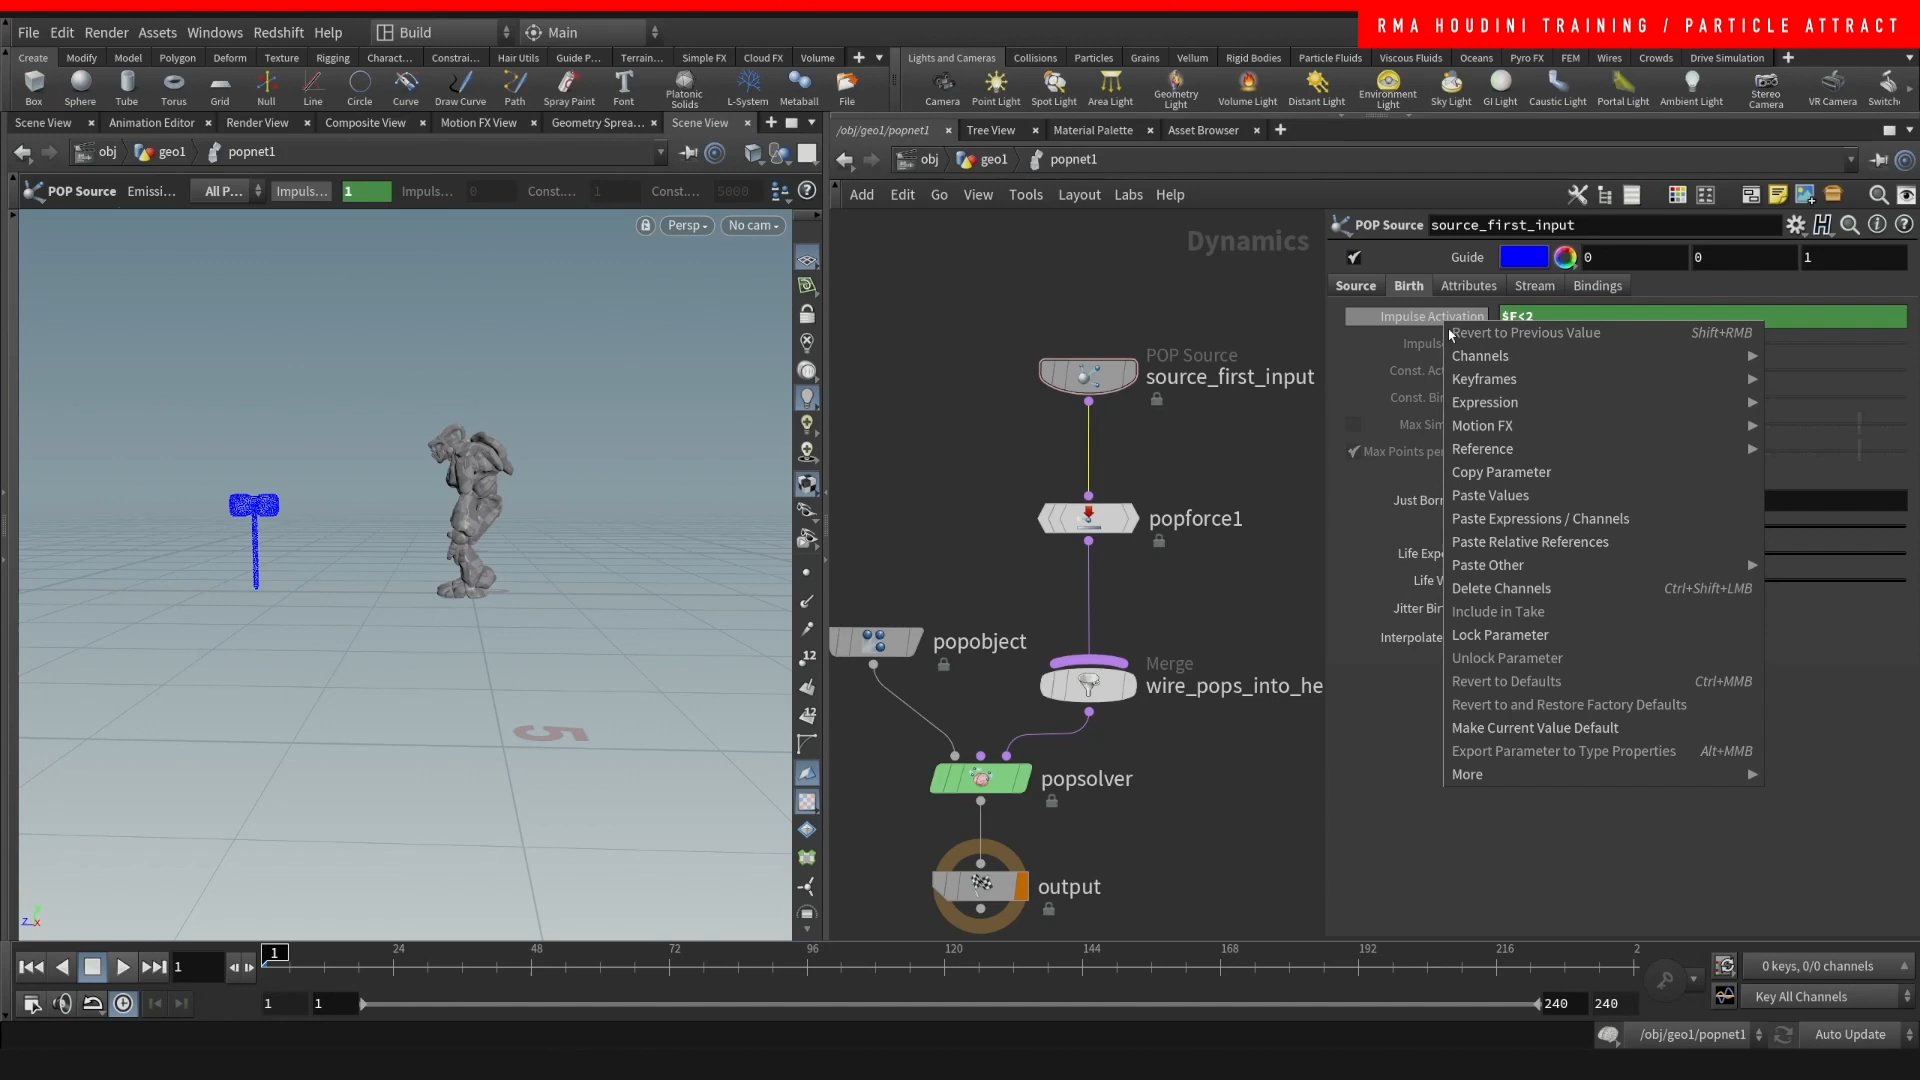 RMA HOUDINI TRAINING / PARTICLE ATTRACT
File Edit Render Assets Windows Redshift Help Build Main
Create Modify Model Polygon Deform Texture Rigging Charact... Constrai... Hair Utils Guide P... Terrain... Simple FX Cloud FX Volume
Lights and Cameras Collisions Particles Grains Vellum Rigid Bodies Particle Fluids Viscous Fluids Oceans Pyro FX FEM Wires Crowds Drive Simulation
Box Sphere Tube Torus Grid Null Line Circle Curve Draw Curve Path Spray Paint Font Platonic Solids L-System Metaball File
Camera Point Light Spot Light Area Light Geometry Light Volume Light Distant Light Environment Light Sky Light GI Light Caustic Light Portal Light Ambient Light Stereo Camera VR Camera Switch
Scene View Animation Editor Render View Composite View Motion FX View Geometry Sprea... Scene View
/obj/geo1/popnet1 Tree View Material Palette Asset Browser
obj geo1 popnet1
obj geo1 popnet1
POP Source Emissi... All P... Impuls... 1 Impuls... 0 Const.... 1 Const.... 5000
Add Edit Go View Tools Layout Labs Help
Persp No cam
Dynamics
POP Source
source_first_input
popforce1
popobject
Merge
wire_pops_into_he
popsolver
output
5
12
12
z x
POP Source source_first_input
Guide 0 0 1
Source Birth Attributes Stream Bindings
Impulse Activation $F<2
Impuls
Const. Ac
Const. Bi
Max Sim
Max Points pe
Just Bor
Life Expe
Life V
Jitter Bir
Interpolate
Revert to Previous Value Shift+RMB
Channels
Keyframes
Expression
Motion FX
Reference
Copy Parameter
Paste Values
Paste Expressions / Channels
Paste Relative References
Paste Other
Delete Channels Ctrl+Shift+LMB
Include in Take
Lock Parameter
Unlock Parameter
Revert to Defaults Ctrl+MMB
Revert to and Restore Factory Defaults
Make Current Value Default
Export Parameter to Type Properties Alt+MMB
More
1 1 24 48 72 96 120 144 168 192 216 2
0 keys, 0/0 channels
1 1 240 240
Key All Channels
/obj/geo1/popnet1 Auto Update